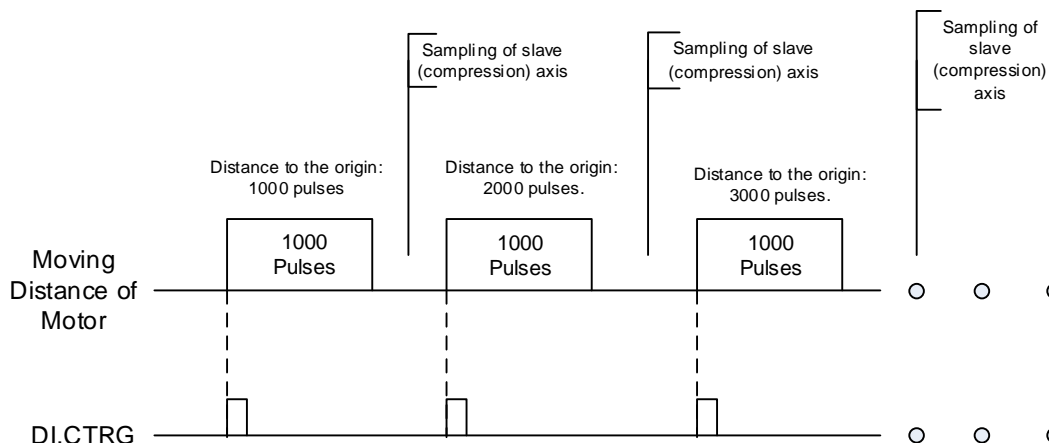 Sampling of slave
(compression) axis
Sampling of slave
(compression) axis
Sampling of
slave
(compression)
axis
Distance to the origin:
1000 pulses
Distance to the origin:
2000 pulses.
Distance to the origin:
3000 pulses.
1000
Pulses
1000
Pulses
1000
Pulses
Moving
Distance of
Motor
DI.CTRG